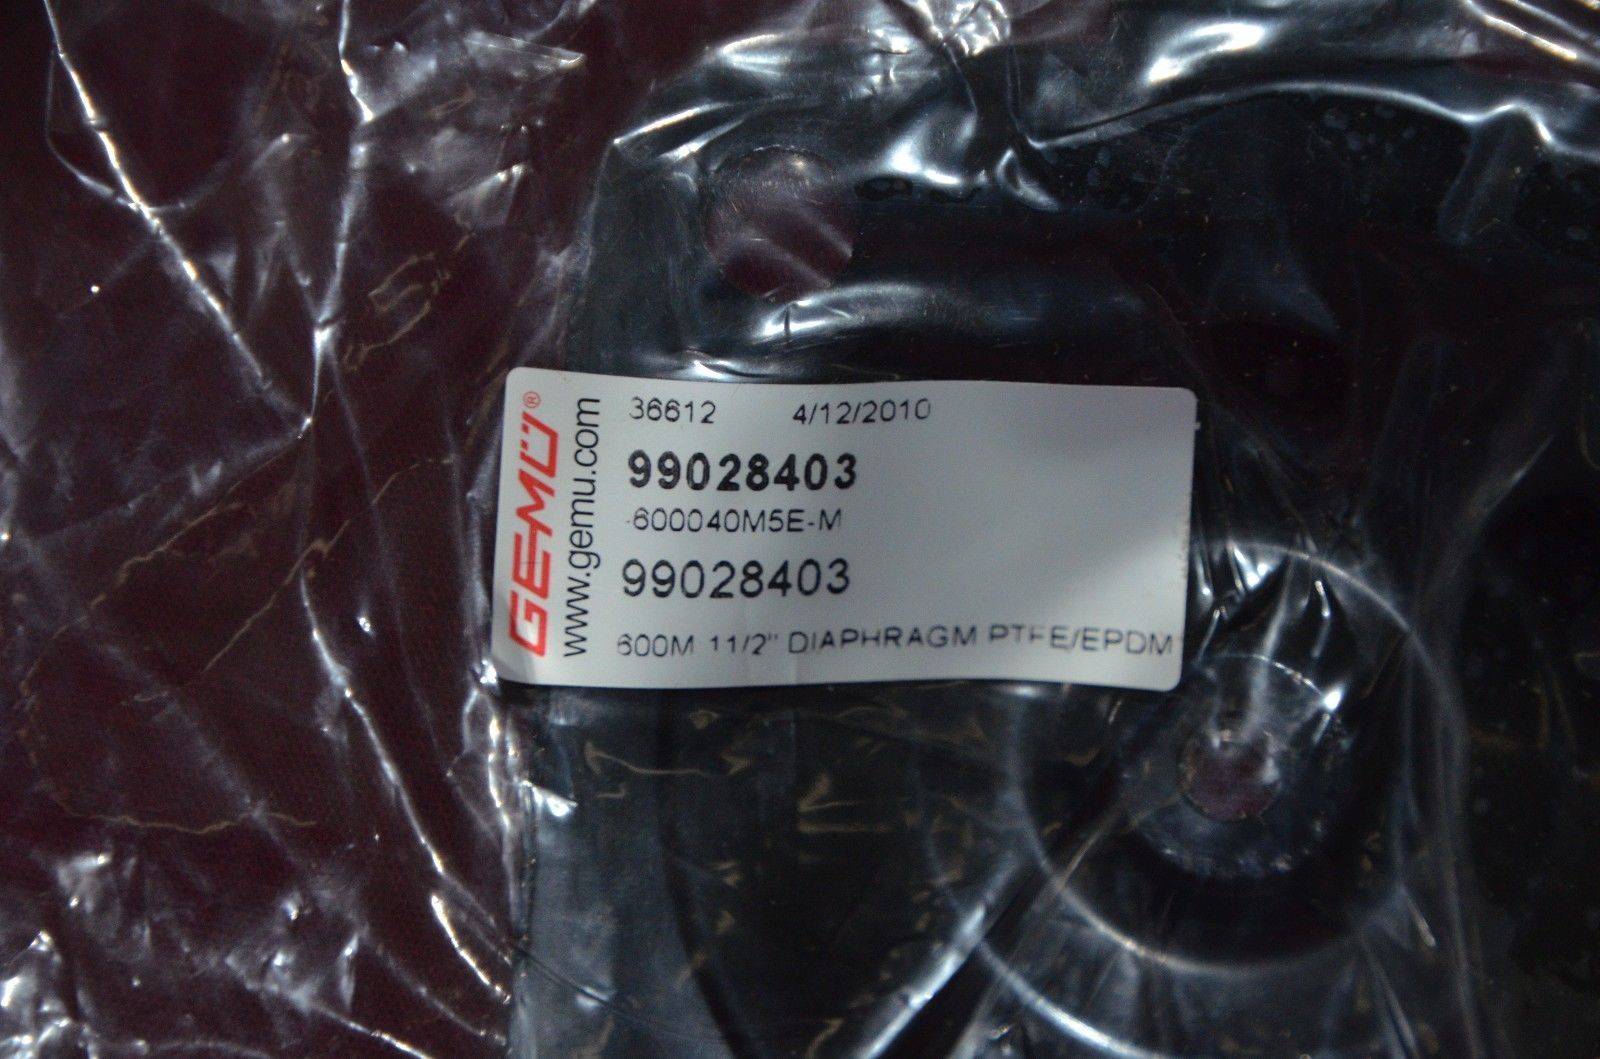 GEMÜ®
www.gemu.com
36612 4/12/2010
99028403
-600040M5E-M
99028403
600M 11/2" DIAPHRAGM PTFE/EPDM